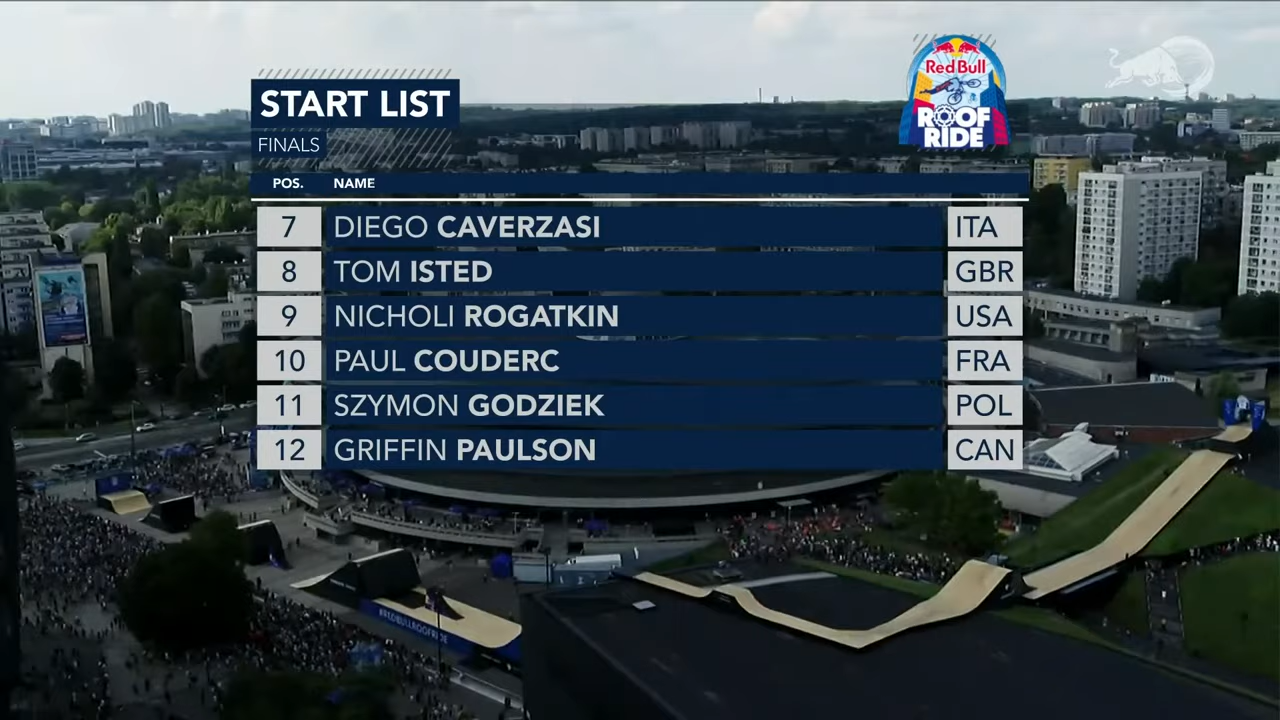 START LIST
FINALS
Red Bull
ROOF
RIDE
POS. NAME
7 DIEGO CAVERZASI ITA
8 TOM ISTED GBR
9 NICHOLI ROGATKIN USA
10 PAUL COUDERC FRA
11 SZYMON GODZIEK POL
12 GRIFFIN PAULSON CAN
#REDBULLROOFRIDE